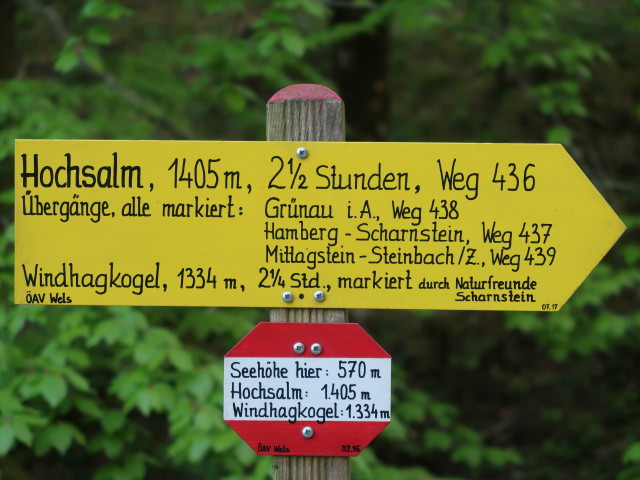 Hochsalm, 1405 m, 2½ Stunden, Weg 436
Übergänge, alle markiert: Grünau i.A., Weg 438
Hamberg - Scharnstein, Weg 437
Mittagstein - Steinbach/Z., Weg 439
Windhagkogel, 1334 m, 2¼ Std., markiert durch Naturfreunde
Scharnstein
ÖAV Wels 07.17
Seehöhe hier: 570 m
Hochsalm: 1.405 m
Windhagkogel: 1.334 m
ÖAV Wels 02.16